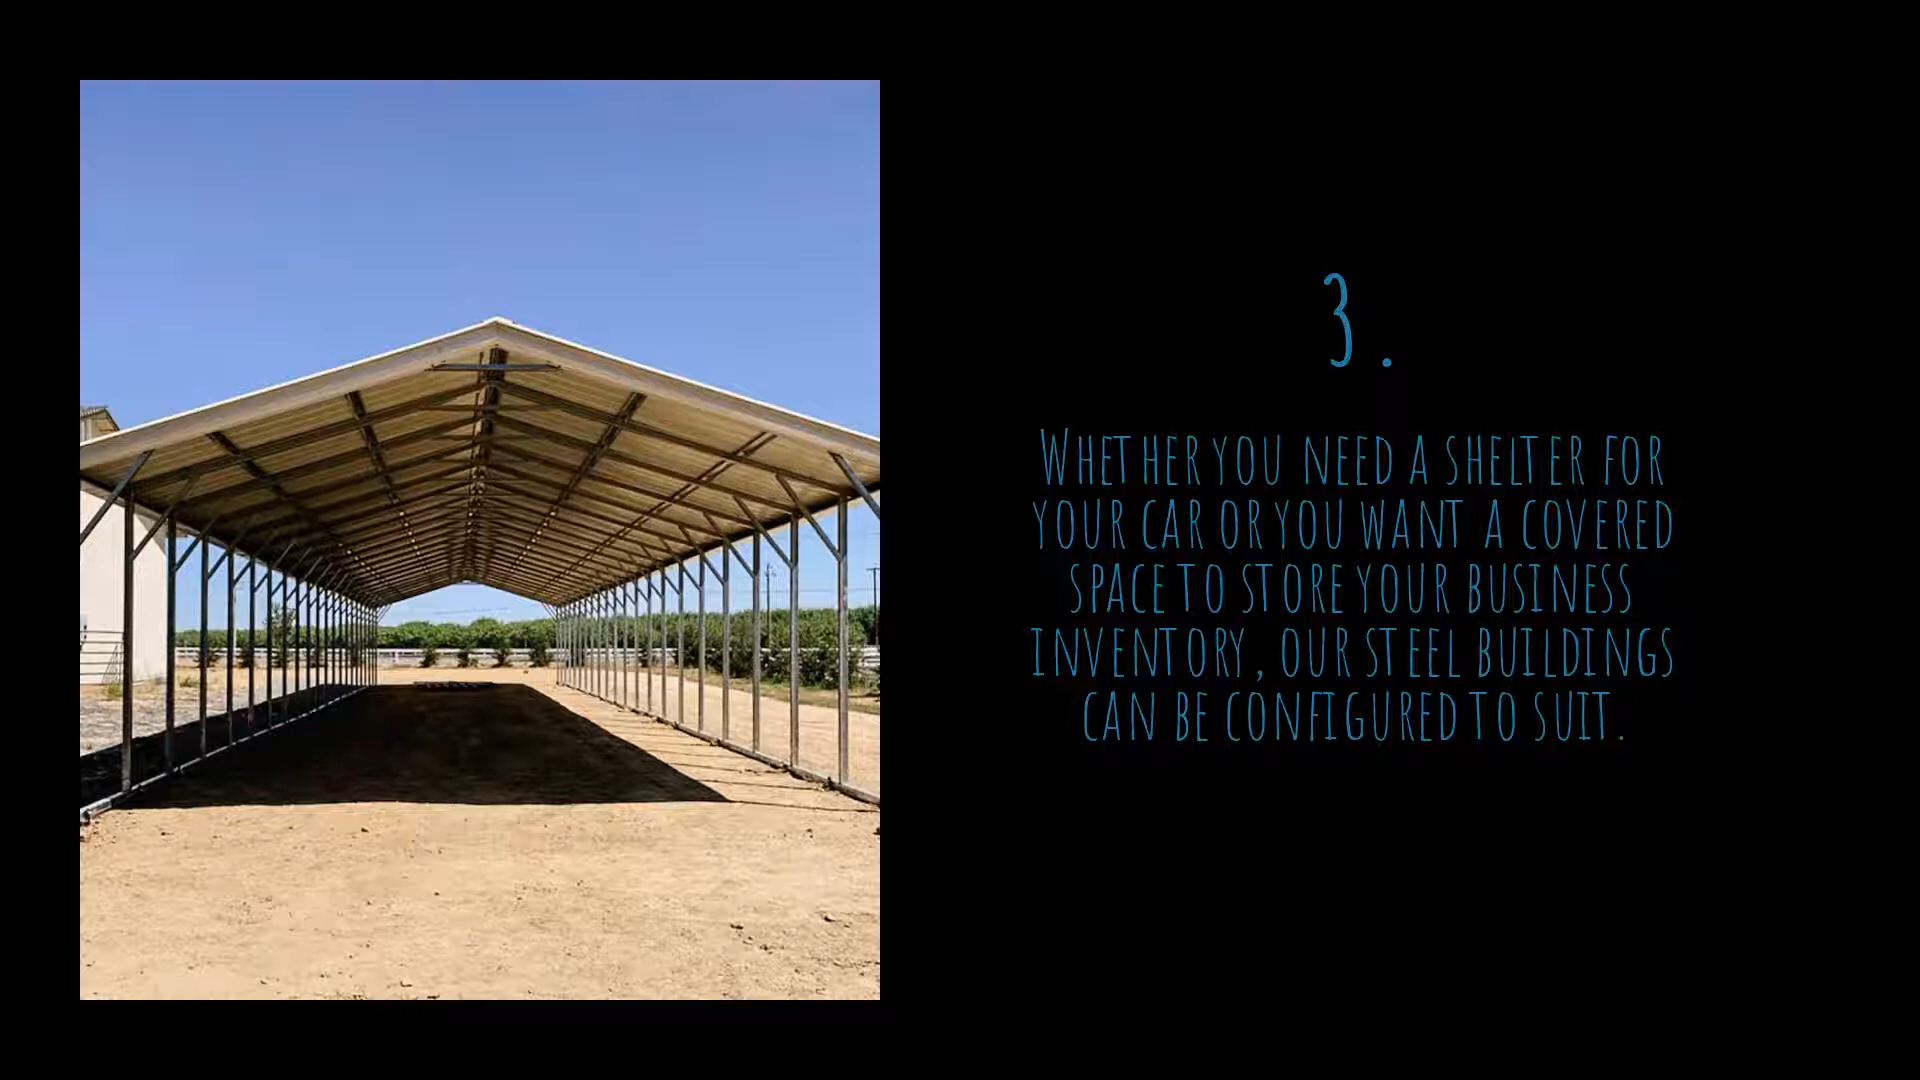 3.
Whether you need a shelter for
your car or you want a covered
space to store your business
inventory, our steel buildings
can be configured to suit.